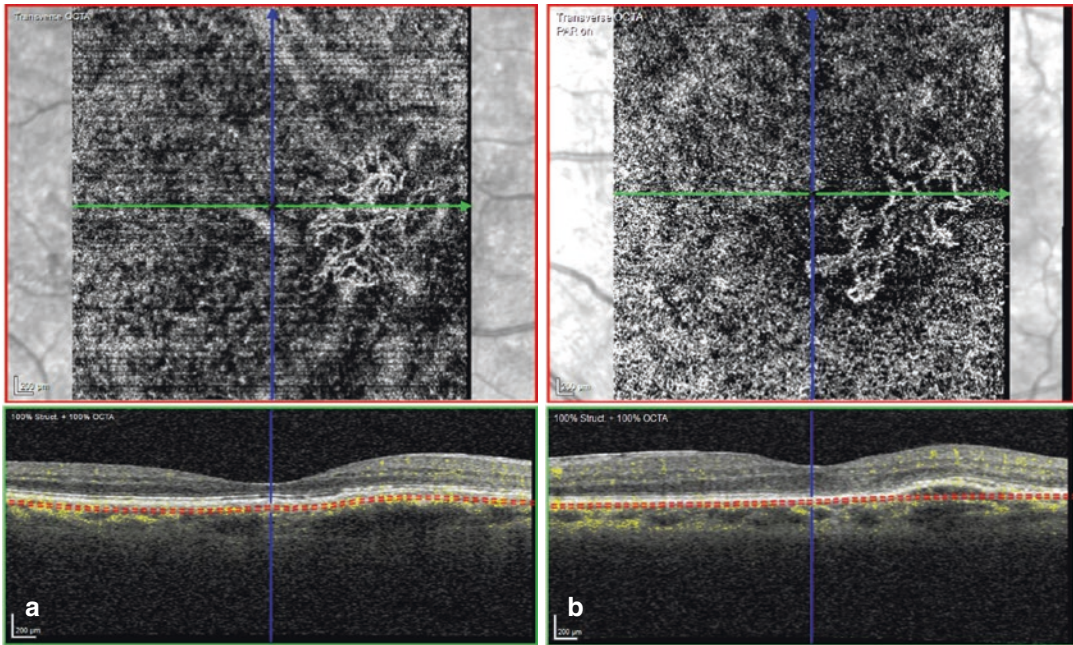 Transverse OCTA
200 µm
Transverse OCTA
PAR on
200 µm
100% Struct. + 100% OCTA
a
200 µm
100% Struct. + 100% OCTA
b
200 µm